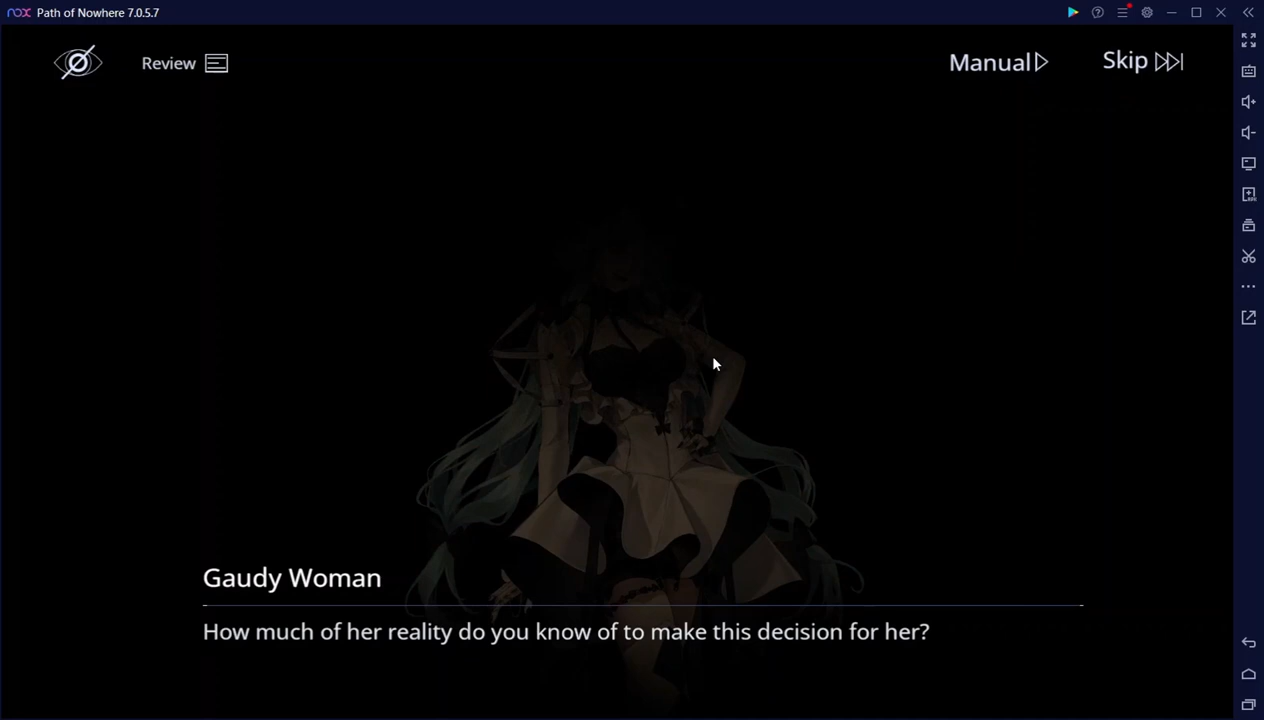 nox Path of Nowhere 7.0.5.7
Review
Manual
Skip
Gaudy Woman
How much of her reality do you know of to make this decision for her?